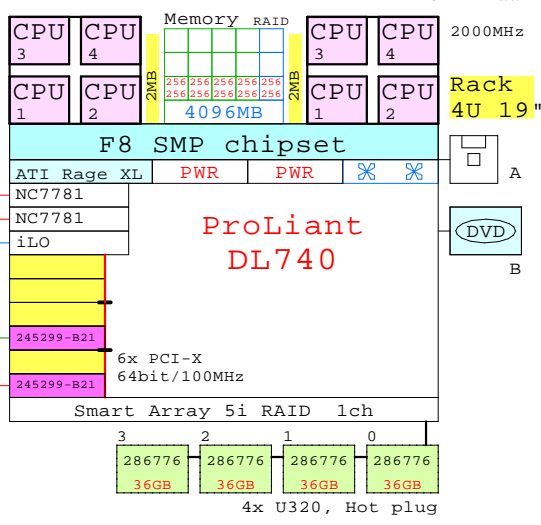 Memory RAID
CPU CPU CPU CPU 2000MHz
3 4 3 4
CPU CPU 2MB 256 256 256 256 256 2MB CPU CPU Rack
1 2 256 256 256 256 256 1 2 4U 19"
4096MB
F8 SMP chipset
ATI Rage XL PWR PWR A
NC7781
NC7781 ProLiant DVD
iLO DL740 B
245299-B21
6x PCI-X
245299-B21 64bit/100MHz
Smart Array 5i RAID 1ch
3 2 1 0
286776 286776 286776 286776
36GB 36GB 36GB 36GB
4x U320, Hot plug